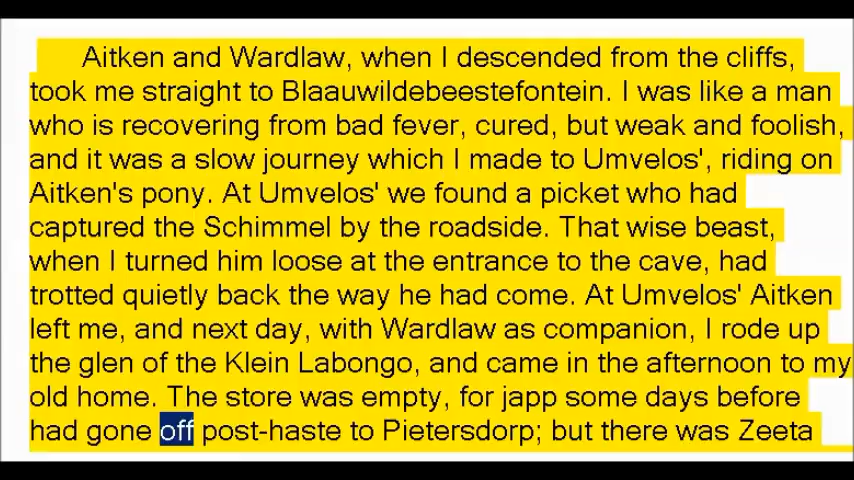 Aitken and Wardlaw, when I descended from the cliffs,
took me straight to Blaauwildebeestefontein. I was like a man
who is recovering from bad fever, cured, but weak and foolish,
and it was a slow journey which I made to Umvelos', riding on
Aitken's pony. At Umvelos' we found a picket who had
captured the Schimmel by the roadside. That wise beast,
when I turned him loose at the entrance to the cave, had
trotted quietly back the way he had come. At Umvelos' Aitken
left me, and next day, with Wardlaw as companion, I rode up
the glen of the Klein Labongo, and came in the afternoon to my
old home. The store was empty, for japp some days before
had gone off post-haste to Pietersdorp; but there was Zeeta